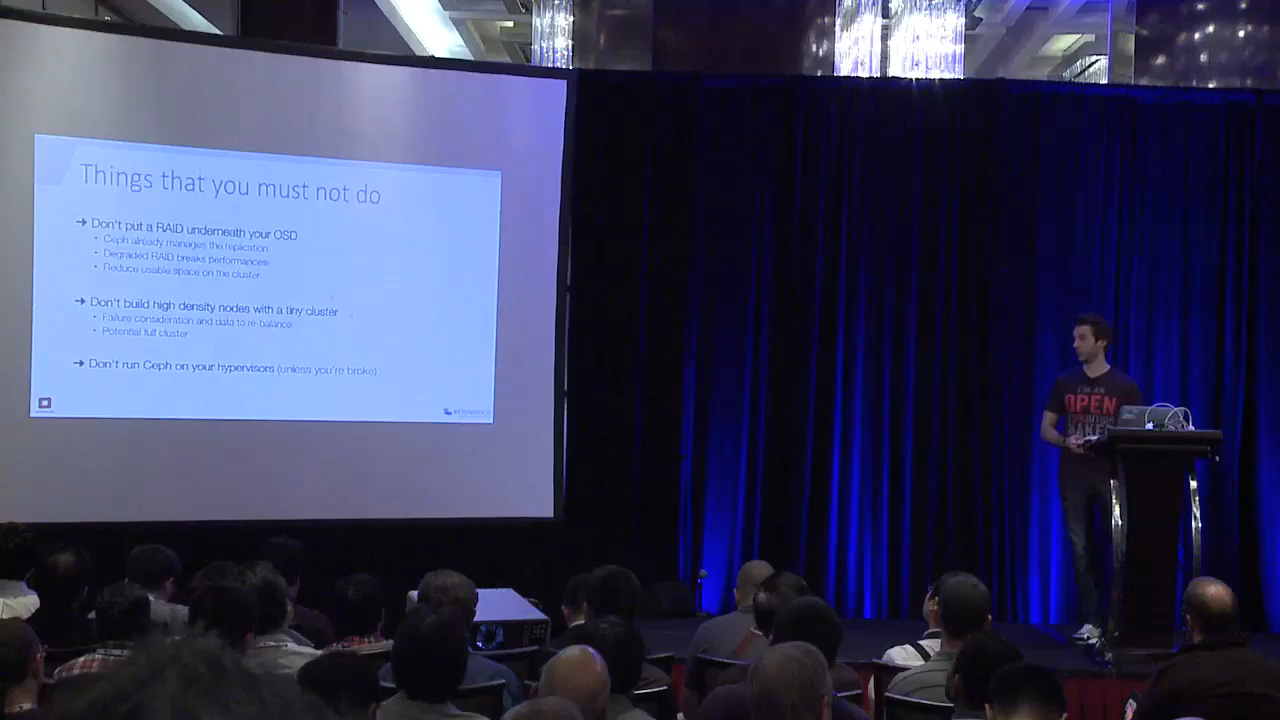 Things that you must not do
➔ Don't put a RAID underneath your OSD
• Ceph already manages the replication
• Degraded RAID breaks performances
• Reduce usable space on the cluster
➔ Don't build high density nodes with a tiny cluster
• Failure consideration and data to re-balance
• Potential full cluster
➔ Don't run Ceph on your hypervisors (unless you're broke)
enovance
I'M AN
OPEN
MAKER